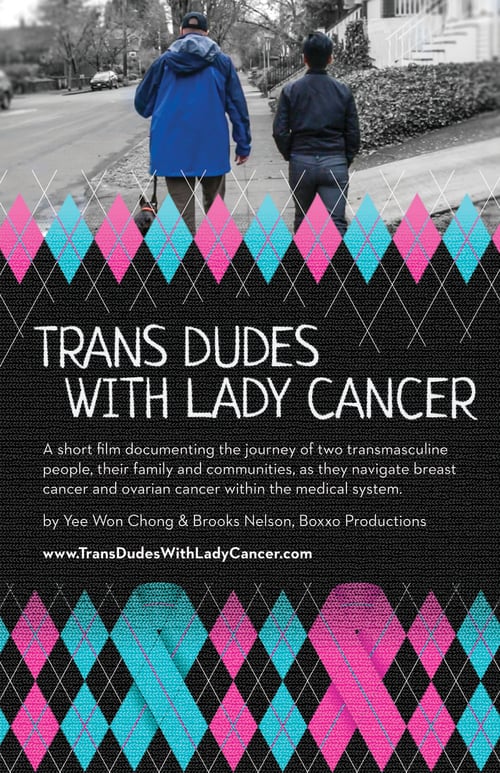 TRANS DUDES
WITH LADY CANCER
A short film documenting the journey of two transmasculine
people, their family and communities, as they navigate breast
cancer and ovarian cancer within the medical system.
by Yee Won Chong & Brooks Nelson, Boxxo Productions
www.TransDudesWithLadyCancer.com